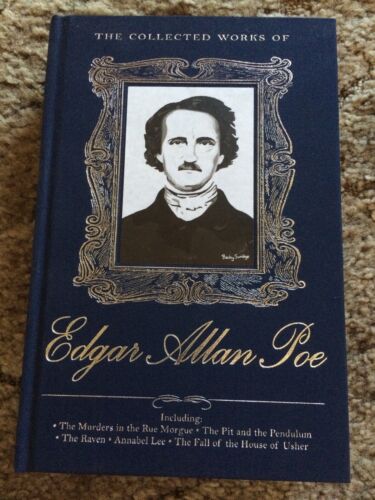 THE COLLECTED WORKS OF
Edgar Allan Poe
Including:
• The Murders in the Rue Morgue • The Pit and the Pendulum
• The Raven • Annabel Lee • The Fall of the House of Usher